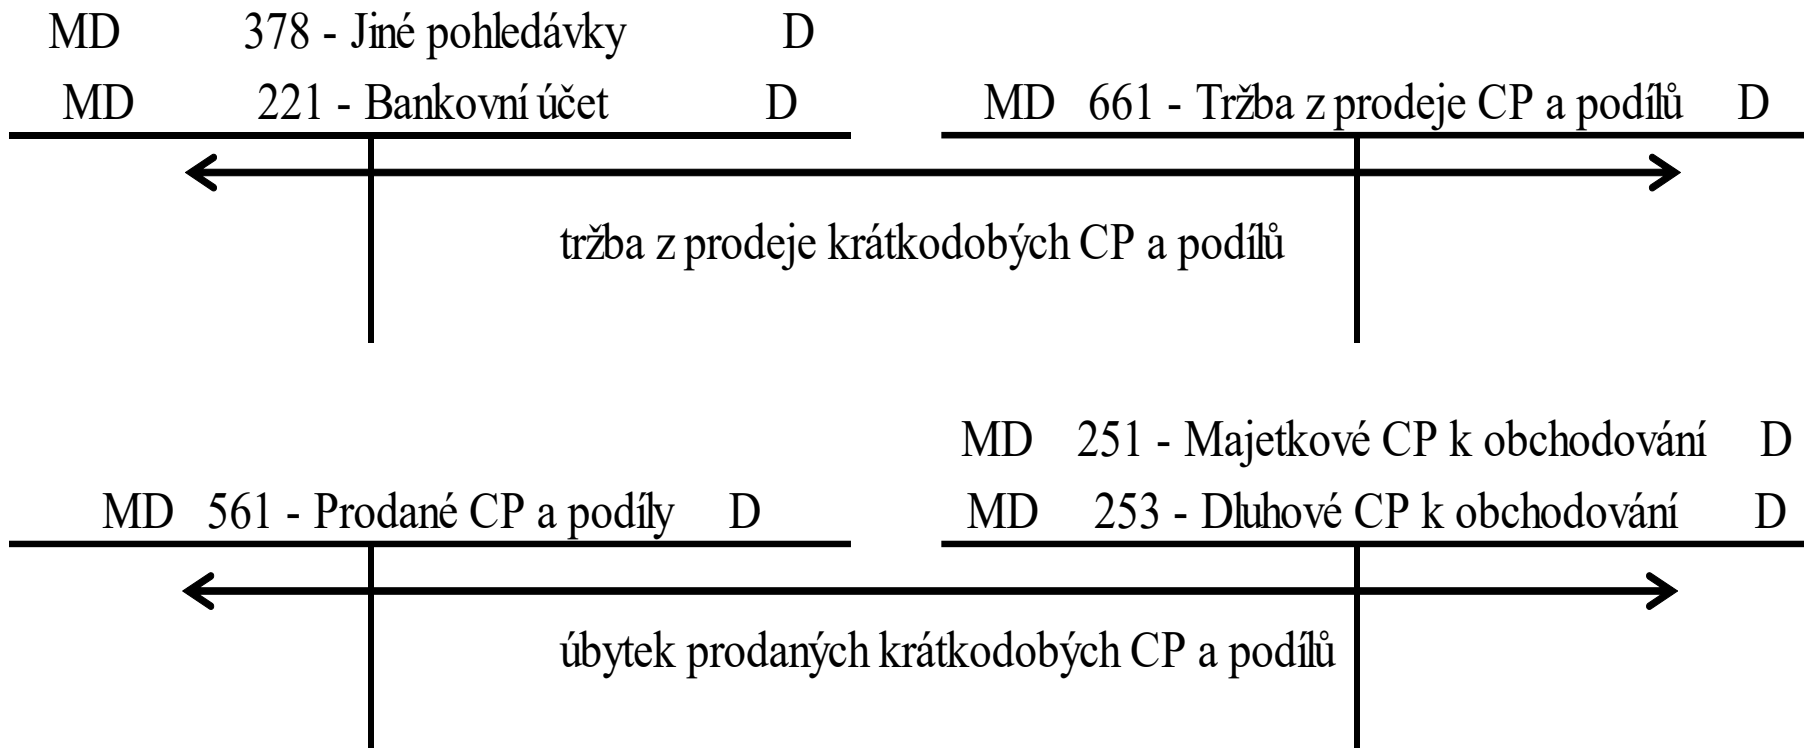 MD 378 - Jiné pohledávky D
MD 221 - Bankovní účet D
MD 661 - Tržba z prodeje CP a podílů D
tržba z prodeje krátkodobých CP a podílů
MD 251 - Majetkové CP k obchodování D
MD 561 - Prodané CP a podíly D
MD 253 - Dluhové CP k obchodování D
úbytek prodaných krátkodobých CP a podílů